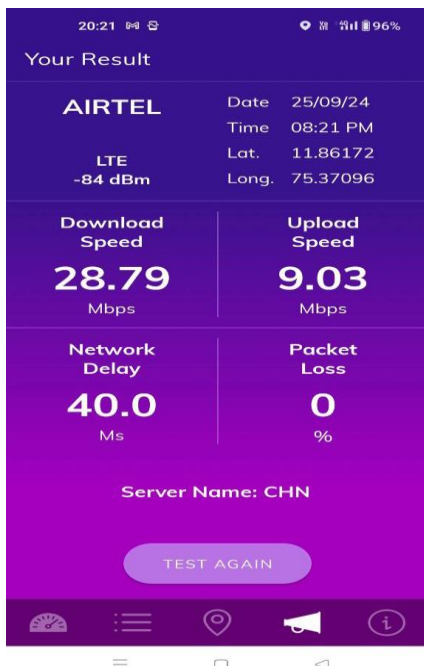 20:21 96%
Your Result
AIRTEL
LTE
-84 dBm
Date 25/09/24
Time 08:21 PM
Lat. 11.86172
Long. 75.37096
Download
Speed
28.79
Mbps
Upload
Speed
9.03
Mbps
Network
Delay
40.0
Ms
Packet
Loss
0
%
Server Name: CHN
TEST AGAIN